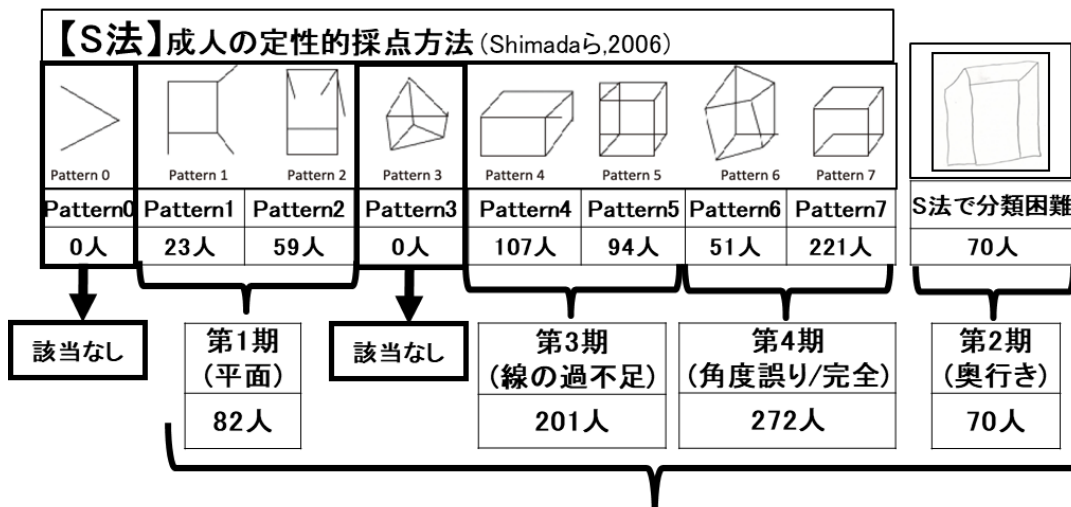 【S法】成人の定性的採点方法(Shimadaら,2006)
Pattern 0 Pattern 1 Pattern 2 Pattern 3 Pattern 4 Pattern 5 Pattern 6 Pattern 7
Pattern0 Pattern1 Pattern2 Pattern3 Pattern4 Pattern5 Pattern6 Pattern7 S法で分類困難
0人 23人 59人 0人 107人 94人 51人 221人 70人
該当なし
第1期
(平面)
82人
該当なし
第3期
(線の過不足)
201人
第4期
(角度誤り/完全)
272人
第2期
(奥行き)
70人